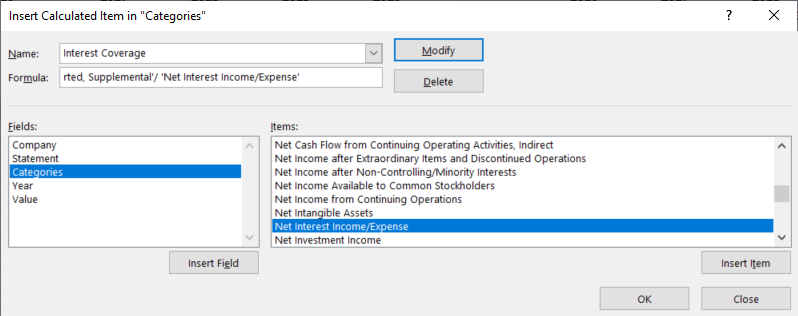 Insert Calculated Item in "Categories"
? ×
Name: Interest Coverage Modify
Formula: rted, Supplemental'/ 'Net Interest Income/Expense' Delete
Fields: Items:
Company
Statement
Categories
Year
Value
Net Cash Flow from Continuing Operating Activities, Indirect
Net Income after Extraordinary Items and Discontinued Operations
Net Income after Non-Controlling/Minority Interests
Net Income Available to Common Stockholders
Net Income from Continuing Operations
Net Intangible Assets
Net Interest Income/Expense
Net Investment Income
Insert Field Insert Item
OK Close